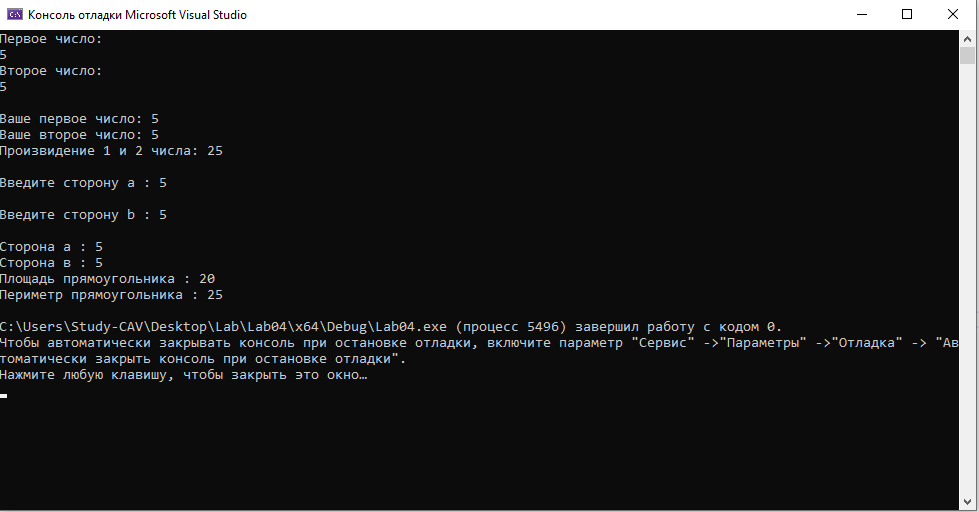 Консоль отладки Microsoft Visual Studio
Первое число:
5
Второе число:
5
Ваше первое число: 5
Ваше второе число: 5
Произвидение 1 и 2 числа: 25
Введите сторону a : 5
Введите сторону b : 5
Сторона а : 5
Сторона в : 5
Площадь прямоугольника : 20
Периметр прямоугольника : 25
C:\Users\Study-CAV\Desktop\Lab\Lab04\x64\Debug\Lab04.exe (процесс 5496) завершил работу с кодом 0.
Чтобы автоматически закрывать консоль при остановке отладки, включите параметр "Сервис" ->"Параметры" ->"Отладка" -> "Ав
томатически закрыть консоль при остановке отладки".
Нажмите любую клавишу, чтобы закрыть это окно…